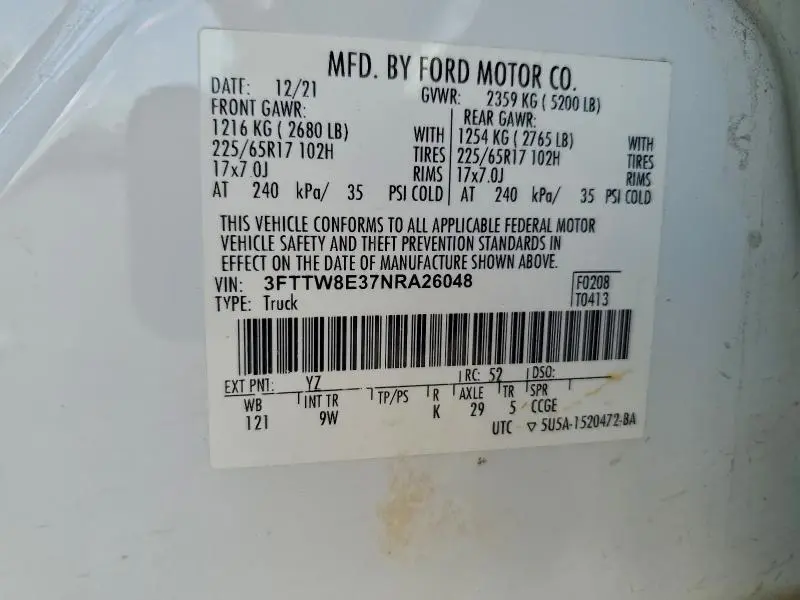 MFD. BY FORD MOTOR CO.
DATE: 12/21 GVWR: 2359 KG ( 5200 LB)
FRONT GAWR: REAR GAWR:
1216 KG ( 2680 LB) WITH 1254 KG ( 2765 LB) WITH
225/65R17 102H TIRES 225/65R17 102H TIRES
17x7.0J RIMS 17x7.0J RIMS
AT 240 kPa/ 35 PSI COLD AT 240 kPa/ 35 PSI COLD
THIS VEHICLE CONFORMS TO ALL APPLICABLE FEDERAL MOTOR
VEHICLE SAFETY AND THEFT PREVENTION STANDARDS IN
EFFECT ON THE DATE OF MANUFACTURE SHOWN ABOVE.
VIN: 3FTTW8E37NRA26048 F0208
TYPE: Truck T0413
EXT PNT: YZ RC: 52 DSO:
WB INT TR TP/PS R AXLE TR SPR
121 9W K 29 5 CCGE
UTC ▽ 5U5A-1520472-BA